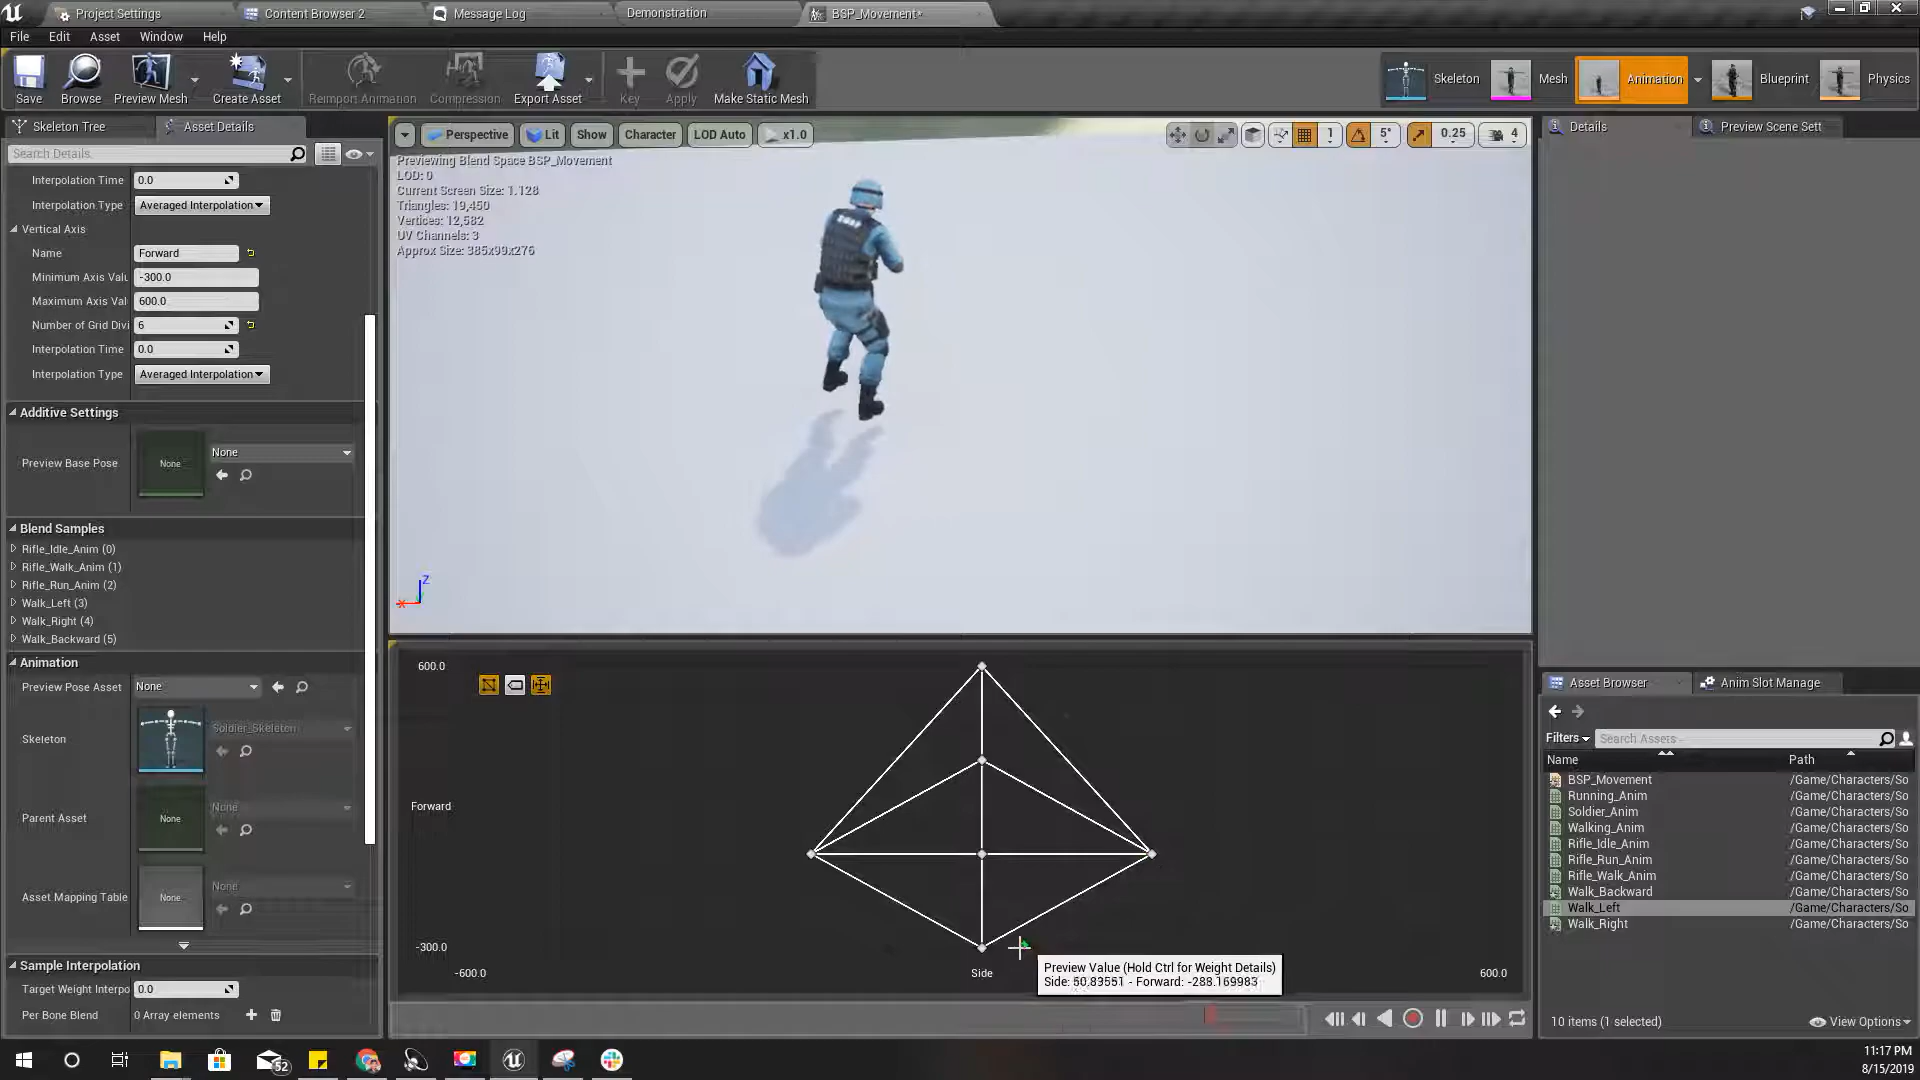 Project Settings
Content Browser 2
Message Log
Demonstration
BSP_Movement*
File Edit Asset Window Help
Save
Browse
Preview Mesh
Create Asset
Reimport Animation
Compression
Export Asset
Key
Apply
Make Static Mesh
Skeleton
Mesh
Animation
Blueprint
Physics
Skeleton Tree
Asset Details
Search Details
Interpolation Time 0.0
Interpolation Type Averaged Interpolation
Vertical Axis
Name Forward
Minimum Axis Valu -300.0
Maximum Axis Val 600.0
Number of Grid Divi 6
Interpolation Time 0.0
Interpolation Type Averaged Interpolation
Additive Settings
Preview Base Pose None None
Blend Samples
Rifle_Idle_Anim (0)
Rifle_Walk_Anim (1)
Rifle_Run_Anim (2)
Walk_Left (3)
Walk_Right (4)
Walk_Backward (5)
Animation
Preview Pose Asset None
Skeleton Soldier_Skeleton
Parent Asset None None
Asset Mapping Table None None
Sample Interpolation
Target Weight Interpo 0.0
Per Bone Blend 0 Array elements
Perspective Lit Show Character LOD Auto x1.0
1 5° 0.25 4
Previewing Blend Space BSP_Movement
LOD: 0
Current Screen Size: 1.128
Triangles: 19,450
Vertices: 12,582
UV Channels: 3
Approx Size: 385x99x276
Z
X
600.0
Forward
-300.0
-600.0 Side 600.0
Preview Value (Hold Ctrl for Weight Details)
Side: 50.83551 - Forward: -288.169983
Details
Preview Scene Sett
Asset Browser
Anim Slot Manage
Filters Search Assets
Name Path
BSP_Movement /Game/Characters/So
Running_Anim /Game/Characters/So
Soldier_Anim /Game/Characters/So
Walking_Anim /Game/Characters/So
Rifle_Idle_Anim /Game/Characters/So
Rifle_Run_Anim /Game/Characters/So
Rifle_Walk_Anim /Game/Characters/So
Walk_Backward /Game/Characters/So
Walk_Left /Game/Characters/So
Walk_Right /Game/Characters/So
10 items (1 selected) View Options
52
11:17 PM
8/15/2019